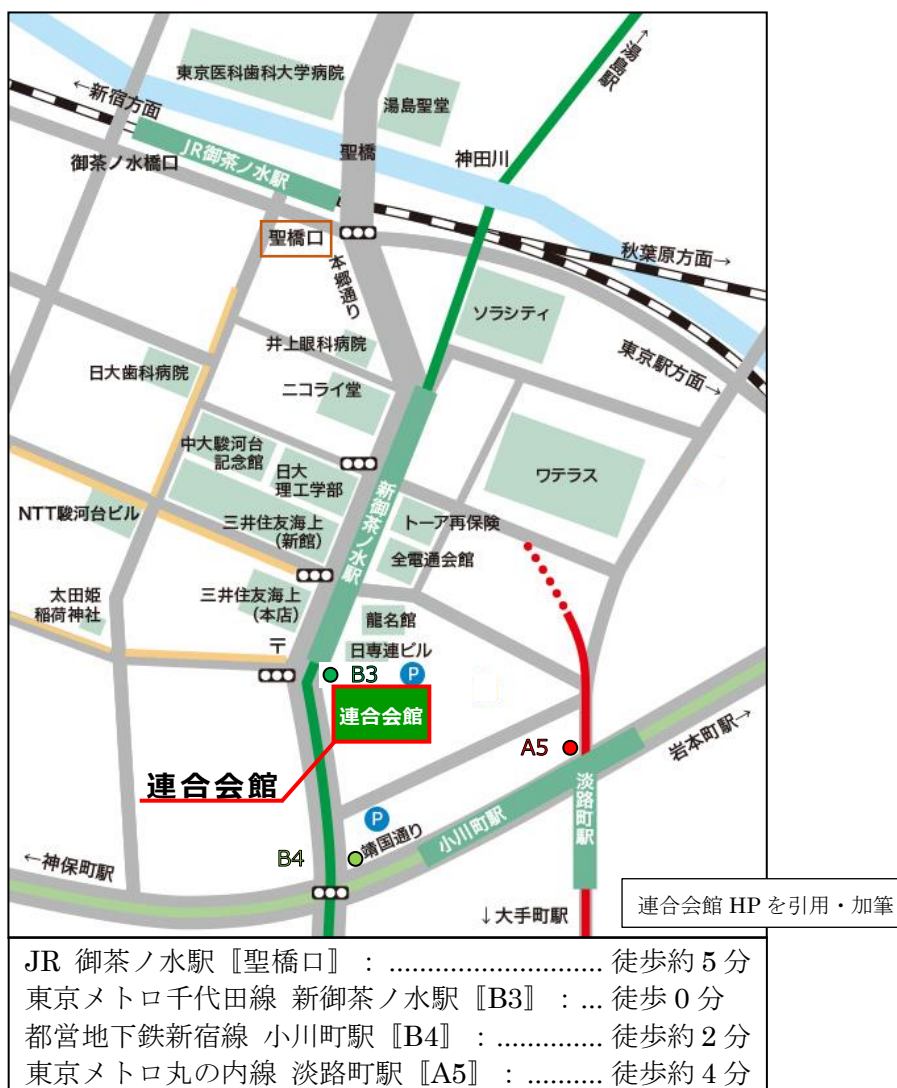 東京医科歯科大学病院
湯島聖堂
→湯島駅
←新宿方面
JR御茶ノ水駅
聖橋
神田川
御茶ノ水橋口
聖橋口
本郷通り
秋葉原方面→
ソラシティ
東京駅方面→
井上眼科病院
日大歯科病院
ニコライ堂
中大駿河台
記念館
日大
理工学部
新御茶ノ水駅
ワテラス
NTT駿河台ビル
三井住友海上
(新館)
トーア再保険
全電通会館
太田姫
稲荷神社
三井住友海上
(本店)
龍名館
〒
日専連ビル
B3
P
連合会館
A5
岩本町駅→
連合会館
淡路町駅
P
靖国通り
小川町駅
B4
←神保町駅
↓大手町駅
連合会館 HP を引用・加筆
JR 御茶ノ水駅〖聖橋口〗 : ............................ 徒歩約 5 分
東京メトロ千代田線 新御茶ノ水駅〖B3〗 : ... 徒歩 0 分
都営地下鉄新宿線 小川町駅〖B4〗 : .............. 徒歩約 2 分
東京メトロ丸の内線 淡路町駅〖A5〗 : .......... 徒歩約 4 分